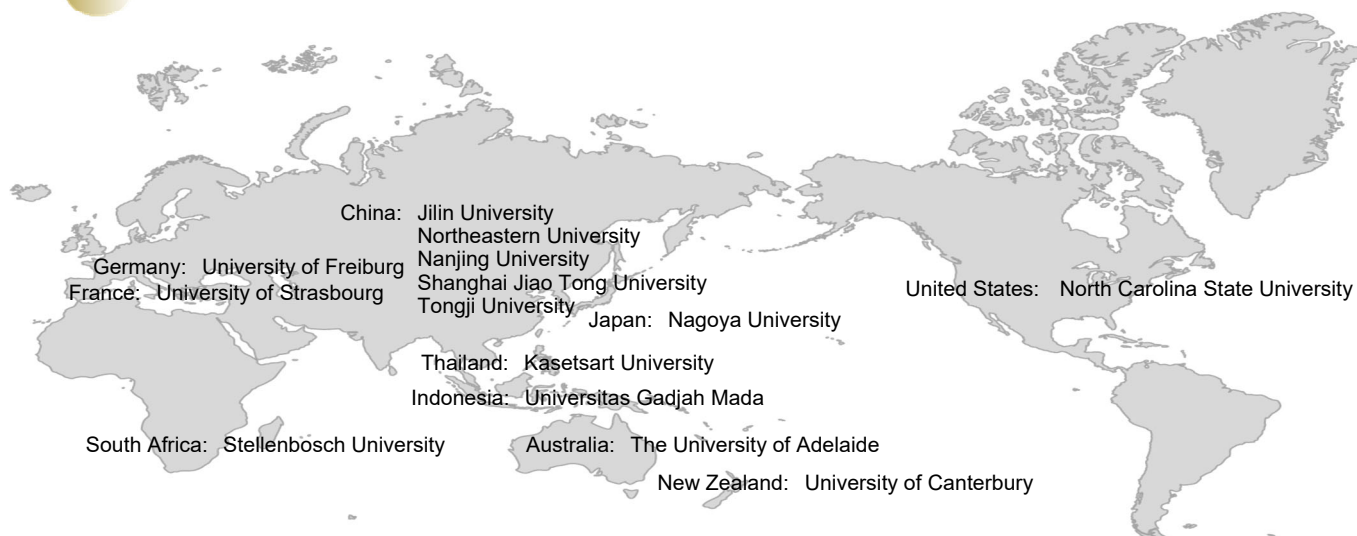 China: Jilin University
Northeastern University
Nanjing University
Germany: University of Freiburg
Shanghai Jiao Tong University
France: University of Strasbourg
Tongji University
United States: North Carolina State University
Japan: Nagoya University
Thailand: Kasetsart University
Indonesia: Universitas Gadjah Mada
South Africa: Stellenbosch University
Australia: The University of Adelaide
New Zealand: University of Canterbury